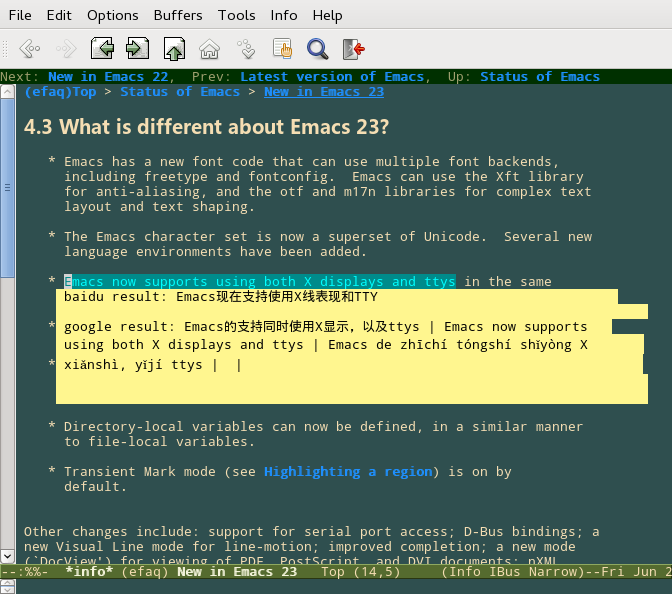 File Edit Options Buffers Tools Info Help
Next: New in Emacs 22, Prev: Latest version of Emacs, Up: Status of Emacs
(efaq)Top > Status of Emacs > New in Emacs 23
4.3 What is different about Emacs 23?
* Emacs has a new font code that can use multiple font backends,
including freetype and fontconfig. Emacs can use the Xft library
for anti-aliasing, and the otf and m17n libraries for complex text
layout and text shaping.
* The Emacs character set is now a superset of Unicode. Several new
language environments have been added.
* Emacs now supports using both X displays and ttys in the same
baidu result: Emacs现在支持使用X线表现和TTY
* google result: Emacs的支持同时使用X显示，以及ttys | Emacs now supports
using both X displays and ttys | Emacs de zhīchí tóngshí shǐyòng X
* xiǎnshì, yǐjí ttys | |
* Directory-local variables can now be defined, in a similar manner
to file-local variables.
* Transient Mark mode (see Highlighting a region) is on by
default.
Other changes include: support for serial port access; D-Bus bindings; a
new Visual Line mode for line-motion; improved completion; a new mode
(`DocView') for viewing of PDF, PostScript, and DVI documents; nXML
--:%%- *info* (efaq) New in Emacs 23 Top (14,5) (Info IBus Narrow)--Fri Jun 2